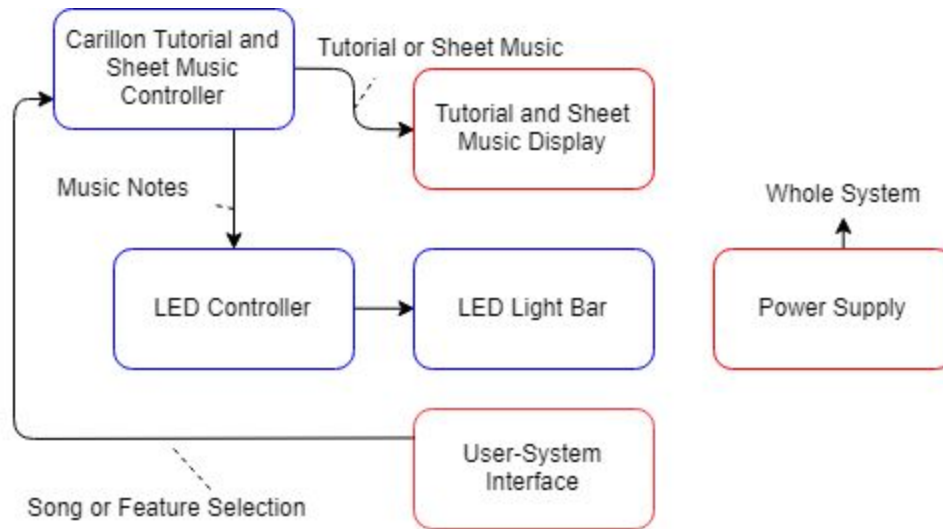 Carillon Tutorial and
Sheet Music
Controller
Tutorial or Sheet Music
Tutorial and Sheet
Music Display
Music Notes
Whole System
LED Controller
LED Light Bar
Power Supply
User-System
Interface
Song or Feature Selection